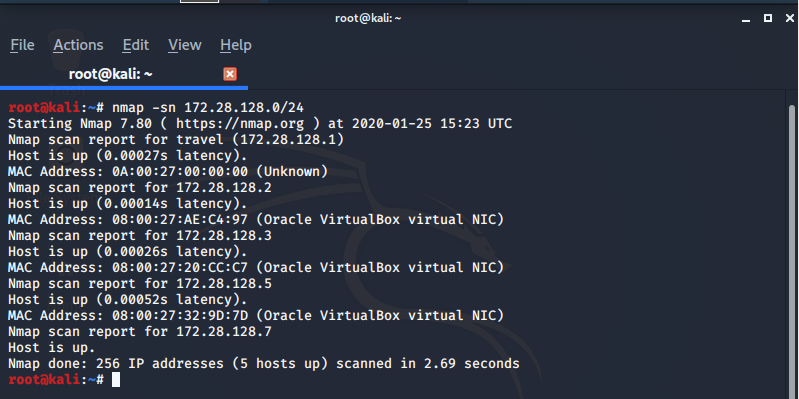 root@kali: ~
File Actions Edit View Help
root@kali: ~
root@kali:~# nmap -sn 172.28.128.0/24
Starting Nmap 7.80 ( https://nmap.org ) at 2020-01-25 15:23 UTC
Nmap scan report for travel (172.28.128.1)
Host is up (0.00027s latency).
MAC Address: 0A:00:27:00:00:00 (Unknown)
Nmap scan report for 172.28.128.2
Host is up (0.00014s latency).
MAC Address: 08:00:27:AE:C4:97 (Oracle VirtualBox virtual NIC)
Nmap scan report for 172.28.128.3
Host is up (0.00026s latency).
MAC Address: 08:00:27:20:CC:C7 (Oracle VirtualBox virtual NIC)
Nmap scan report for 172.28.128.5
Host is up (0.00052s latency).
MAC Address: 08:00:27:32:9D:7D (Oracle VirtualBox virtual NIC)
Nmap scan report for 172.28.128.7
Host is up.
Nmap done: 256 IP addresses (5 hosts up) scanned in 2.69 seconds
root@kali:~#